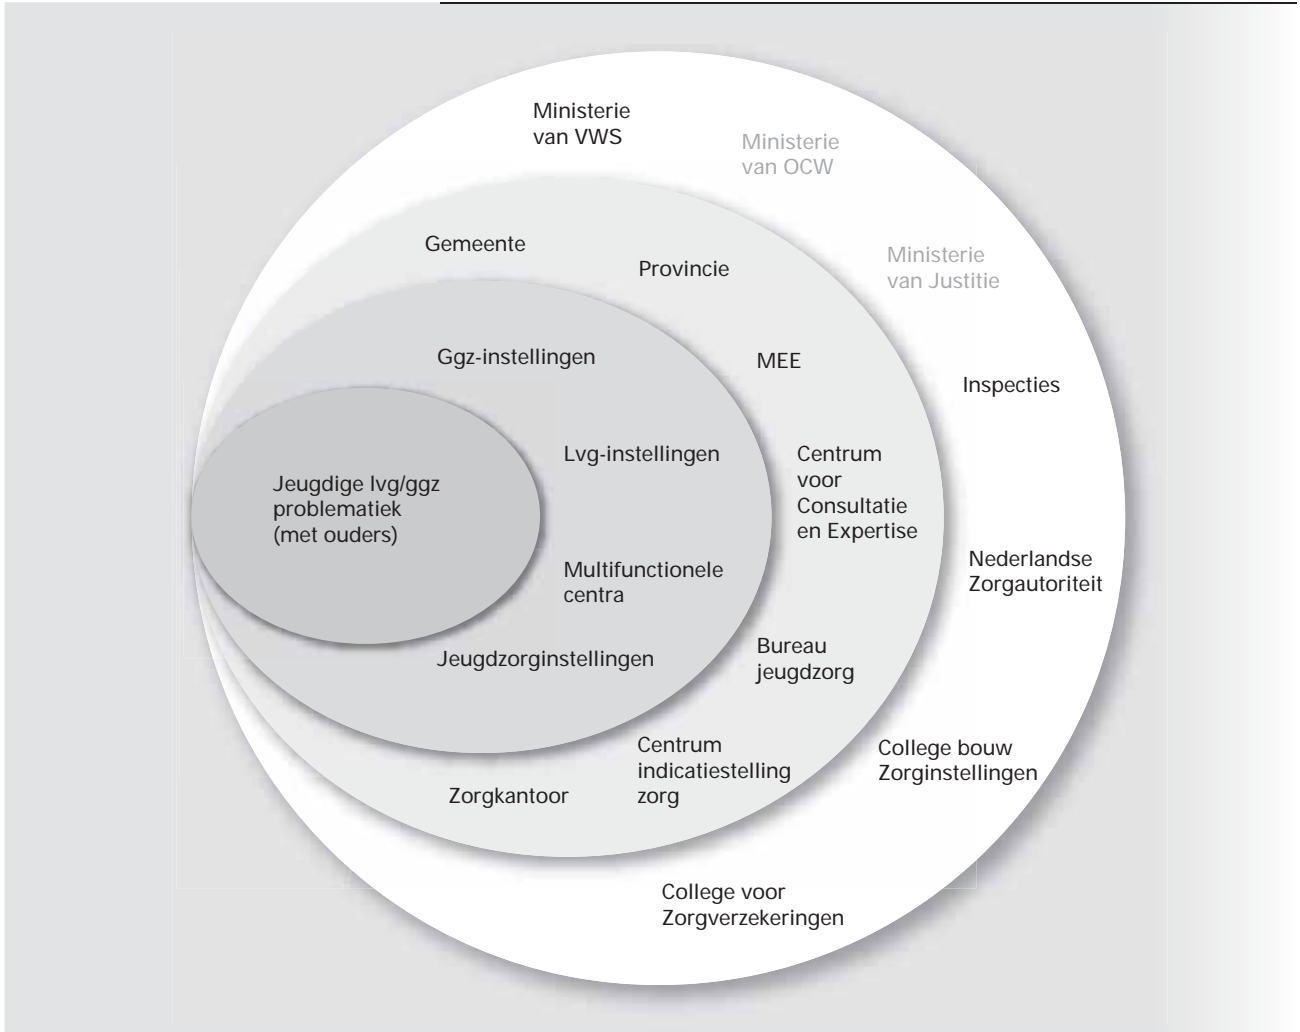 Ministerie
van VWS
Ministerie
van OCW
Gemeente
Provincie
Ministerie
van Justitie
Ggz-instellingen
MEE
Inspecties
Lvg-instellingen
Centrum
voor
Consultatie
en Expertise
Jeugdige lvg/ggz
problematiek
(met ouders)
Multifunctionele
centra
Nederlandse
Zorgautoriteit
Jeugdzorginstellingen
Bureau
jeugdzorg
Centrum
indicatiestelling
zorg
College bouw
Zorginstellingen
Zorgkantoor
College voor
Zorgverzekeringen